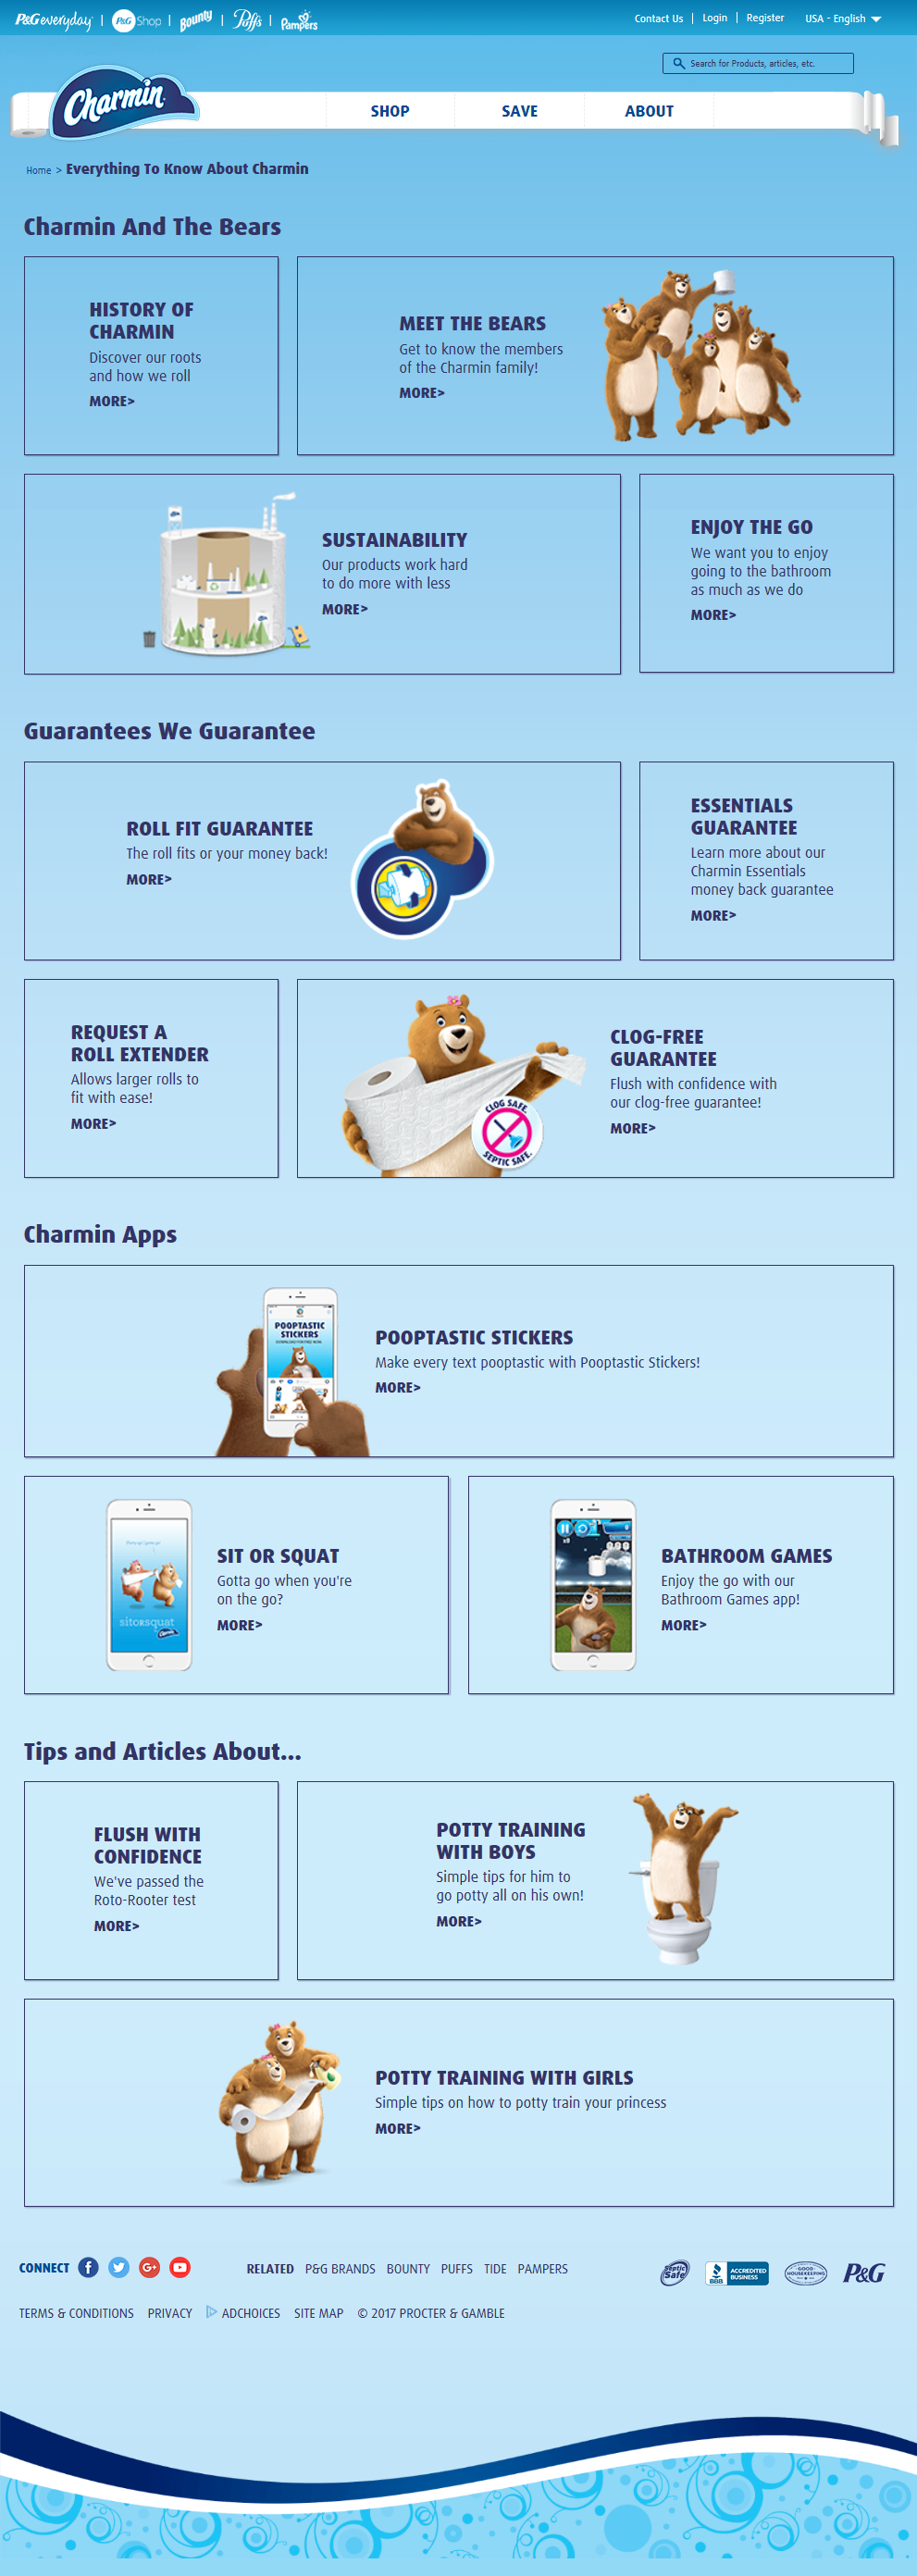 P&G everyday | P&G Shop | Bounty | Puffs | Pampers
Contact Us | Login | Register USA - English
Search for Products, articles, etc.
Charmin
SHOP SAVE ABOUT
Home > Everything To Know About Charmin
Charmin And The Bears
HISTORY OF
CHARMIN
Discover our roots
and how we roll
MORE>
MEET THE BEARS
Get to know the members
of the Charmin family!
MORE>
SUSTAINABILITY
Our products work hard
to do more with less
MORE>
ENJOY THE GO
We want you to enjoy
going to the bathroom
as much as we do
MORE>
Guarantees We Guarantee
ROLL FIT GUARANTEE
The roll fits or your money back!
MORE>
ESSENTIALS
GUARANTEE
Learn more about our
Charmin Essentials
money back guarantee
MORE>
REQUEST A
ROLL EXTENDER
Allows larger rolls to
fit with ease!
MORE>
CLOG SAFE.
SEPTIC SAFE.
CLOG-FREE
GUARANTEE
Flush with confidence with
our clog-free guarantee!
MORE>
Charmin Apps
POOPTASTIC
STICKERS
POOPTASTIC STICKERS
Make every text pooptastic with Pooptastic Stickers!
MORE>
sitorsquat
Charmin
SIT OR SQUAT
Gotta go when you're
on the go?
MORE>
BATHROOM GAMES
Enjoy the go with our
Bathroom Games app!
MORE>
Tips and Articles About...
FLUSH WITH
CONFIDENCE
We've passed the
Roto-Rooter test
MORE>
POTTY TRAINING
WITH BOYS
Simple tips for him to
go potty all on his own!
MORE>
POTTY TRAINING WITH GIRLS
Simple tips on how to potty train your princess
MORE>
CONNECT f G+ RELATED P&G BRANDS BOUNTY PUFFS TIDE PAMPERS
Septic Safe BBB ACCREDITED BUSINESS GOOD HOUSEKEEPING P&G
TERMS & CONDITIONS PRIVACY ADCHOICES SITE MAP © 2017 PROCTER & GAMBLE